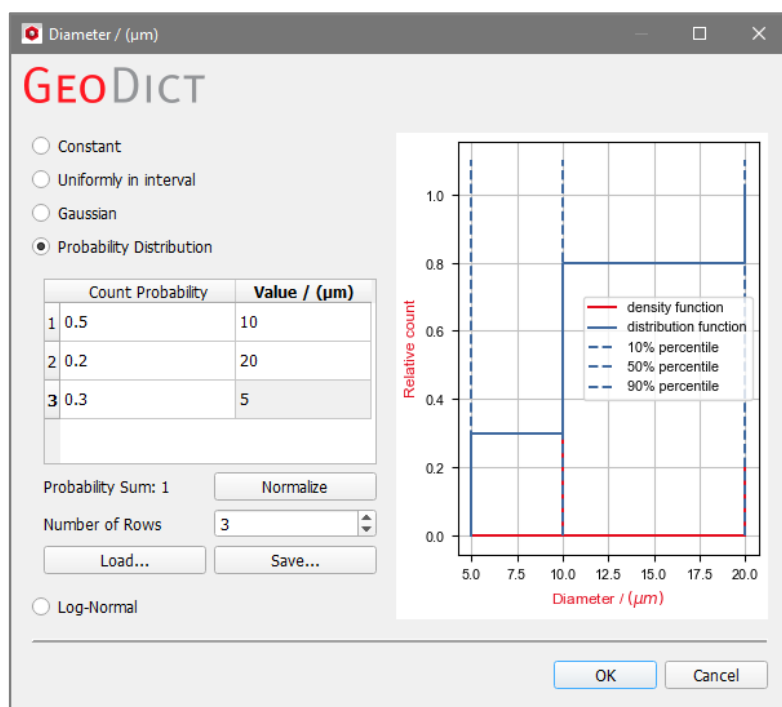 Diameter / (µm)
GEODICT
Constant
Uniformly in interval
Gaussian
Probability Distribution
Count Probability Value / (µm)
1 0.5 10
2 0.2 20
3 0.3 5
Probability Sum: 1 Normalize
Number of Rows 3
Load... Save...
Log-Normal
Relative count
1.0
0.8
0.6
0.4
0.2
0.0
density function
distribution function
10% percentile
50% percentile
90% percentile
5.0 7.5 10.0 12.5 15.0 17.5 20.0
Diameter / (µm)
OK Cancel